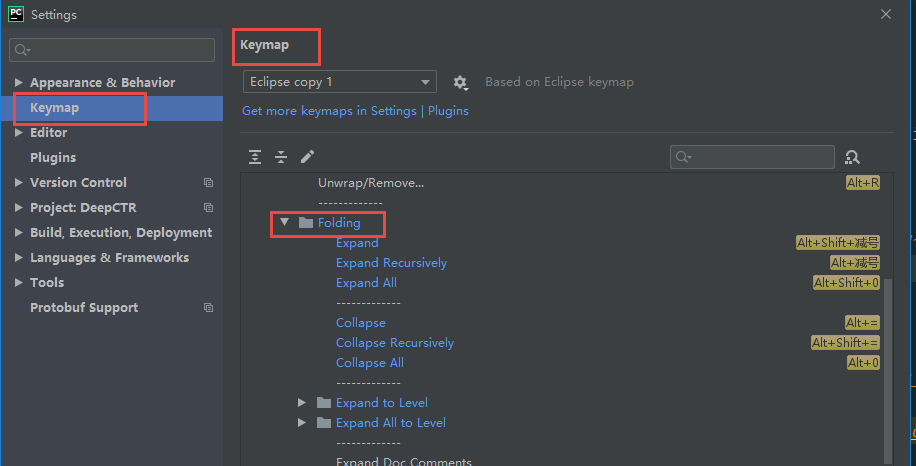 PC Settings
Keymap
Eclipse copy 1 Based on Eclipse keymap
Get more keymaps in Settings | Plugins
Appearance & Behavior
Keymap
Editor
Plugins
Version Control
Project: DeepCTR
Build, Execution, Deployment
Languages & Frameworks
Tools
Protobuf Support
Unwrap/Remove... Alt+R
-------------
Folding
Expand Alt+Shift+减号
Expand Recursively Alt+减号
Expand All Alt+Shift+0
-------------
Collapse Alt+=
Collapse Recursively Alt+Shift+=
Collapse All Alt+0
-------------
Expand to Level
Expand All to Level
-------------
Expand Doc Comments